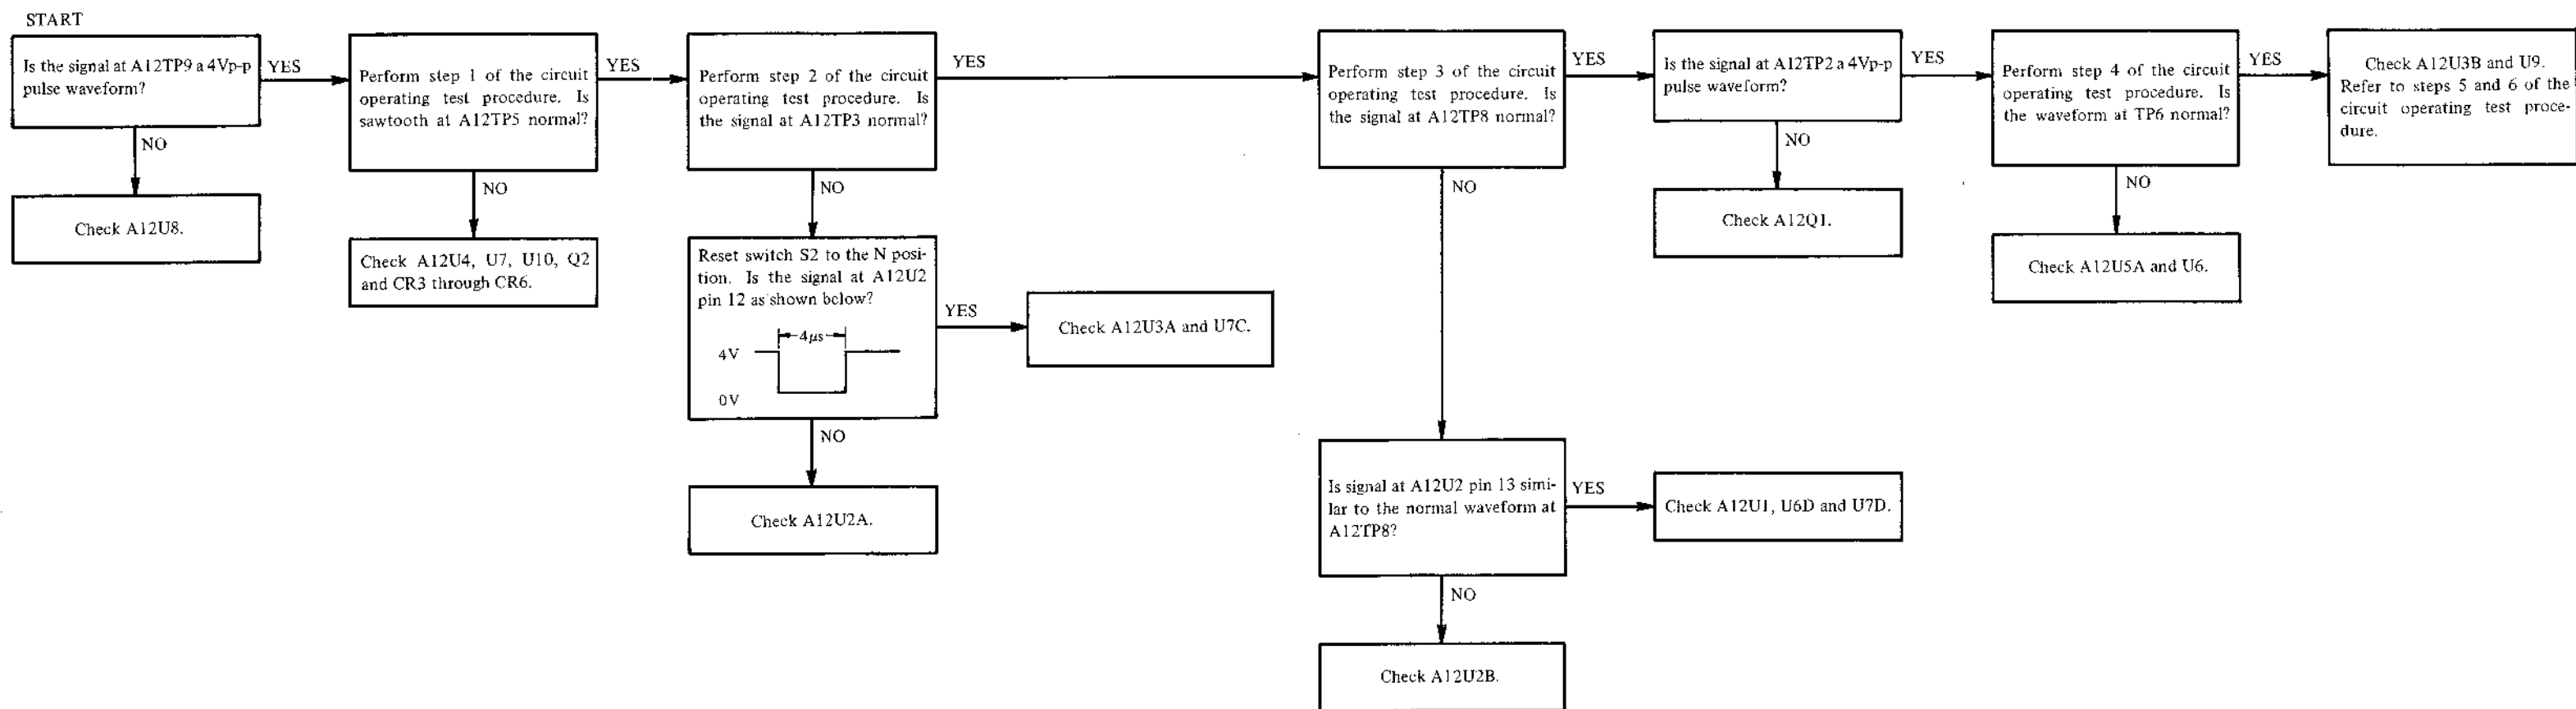 START
Is the signal at A12TP9 a 4Vp-p
pulse waveform?
YES
NO
Check A12U8.
Perform step 1 of the circuit
operating test procedure. Is
sawtooth at A12TP5 normal?
YES
NO
Check A12U4, U7, U10, Q2
and CR3 through CR6.
Perform step 2 of the circuit
operating test procedure. Is
the signal at A12TP3 normal?
YES
NO
Reset switch S2 to the N posi-
tion. Is the signal at A12U2
pin 12 as shown below?
4µs
4V
0V
YES
Check A12U3A and U7C.
NO
Check A12U2A.
Perform step 3 of the circuit
operating test procedure. Is
the signal at A12TP8 normal?
YES
NO
Is signal at A12U2 pin 13 simi-
lar to the normal waveform at
A12TP8?
YES
Check A12U1, U6D and U7D.
NO
Check A12U2B.
Is the signal at A12TP2 a 4Vp-p
pulse waveform?
YES
NO
Check A12Q1.
Perform step 4 of the circuit
operating test procedure. Is
the waveform at TP6 normal?
YES
NO
Check A12U5A and U6.
Check A12U3B and U9.
Refer to steps 5 and 6 of the
circuit operating test proce-
dure.